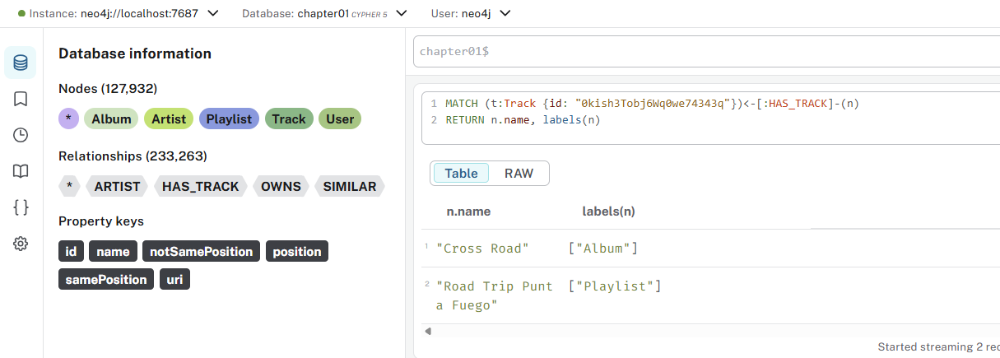 Instance: neo4j://localhost:7687 Database: chapter01 CYPHER 5 User: neo4j
Database information
Nodes (127,932)
* Album Artist Playlist Track User
Relationships (233,263)
* ARTIST HAS_TRACK OWNS SIMILAR
Property keys
id name notSamePosition position
samePosition uri
chapter01$
1 MATCH (t:Track {id: "0kish3Tobj6Wq0we74343q"})<-[:HAS_TRACK]-(n)
2 RETURN n.name, labels(n)
Table RAW
n.name labels(n)
1 "Cross Road" ["Album"]
2 "Road Trip Punt ["Playlist"]
a Fuego"
Started streaming 2 rec